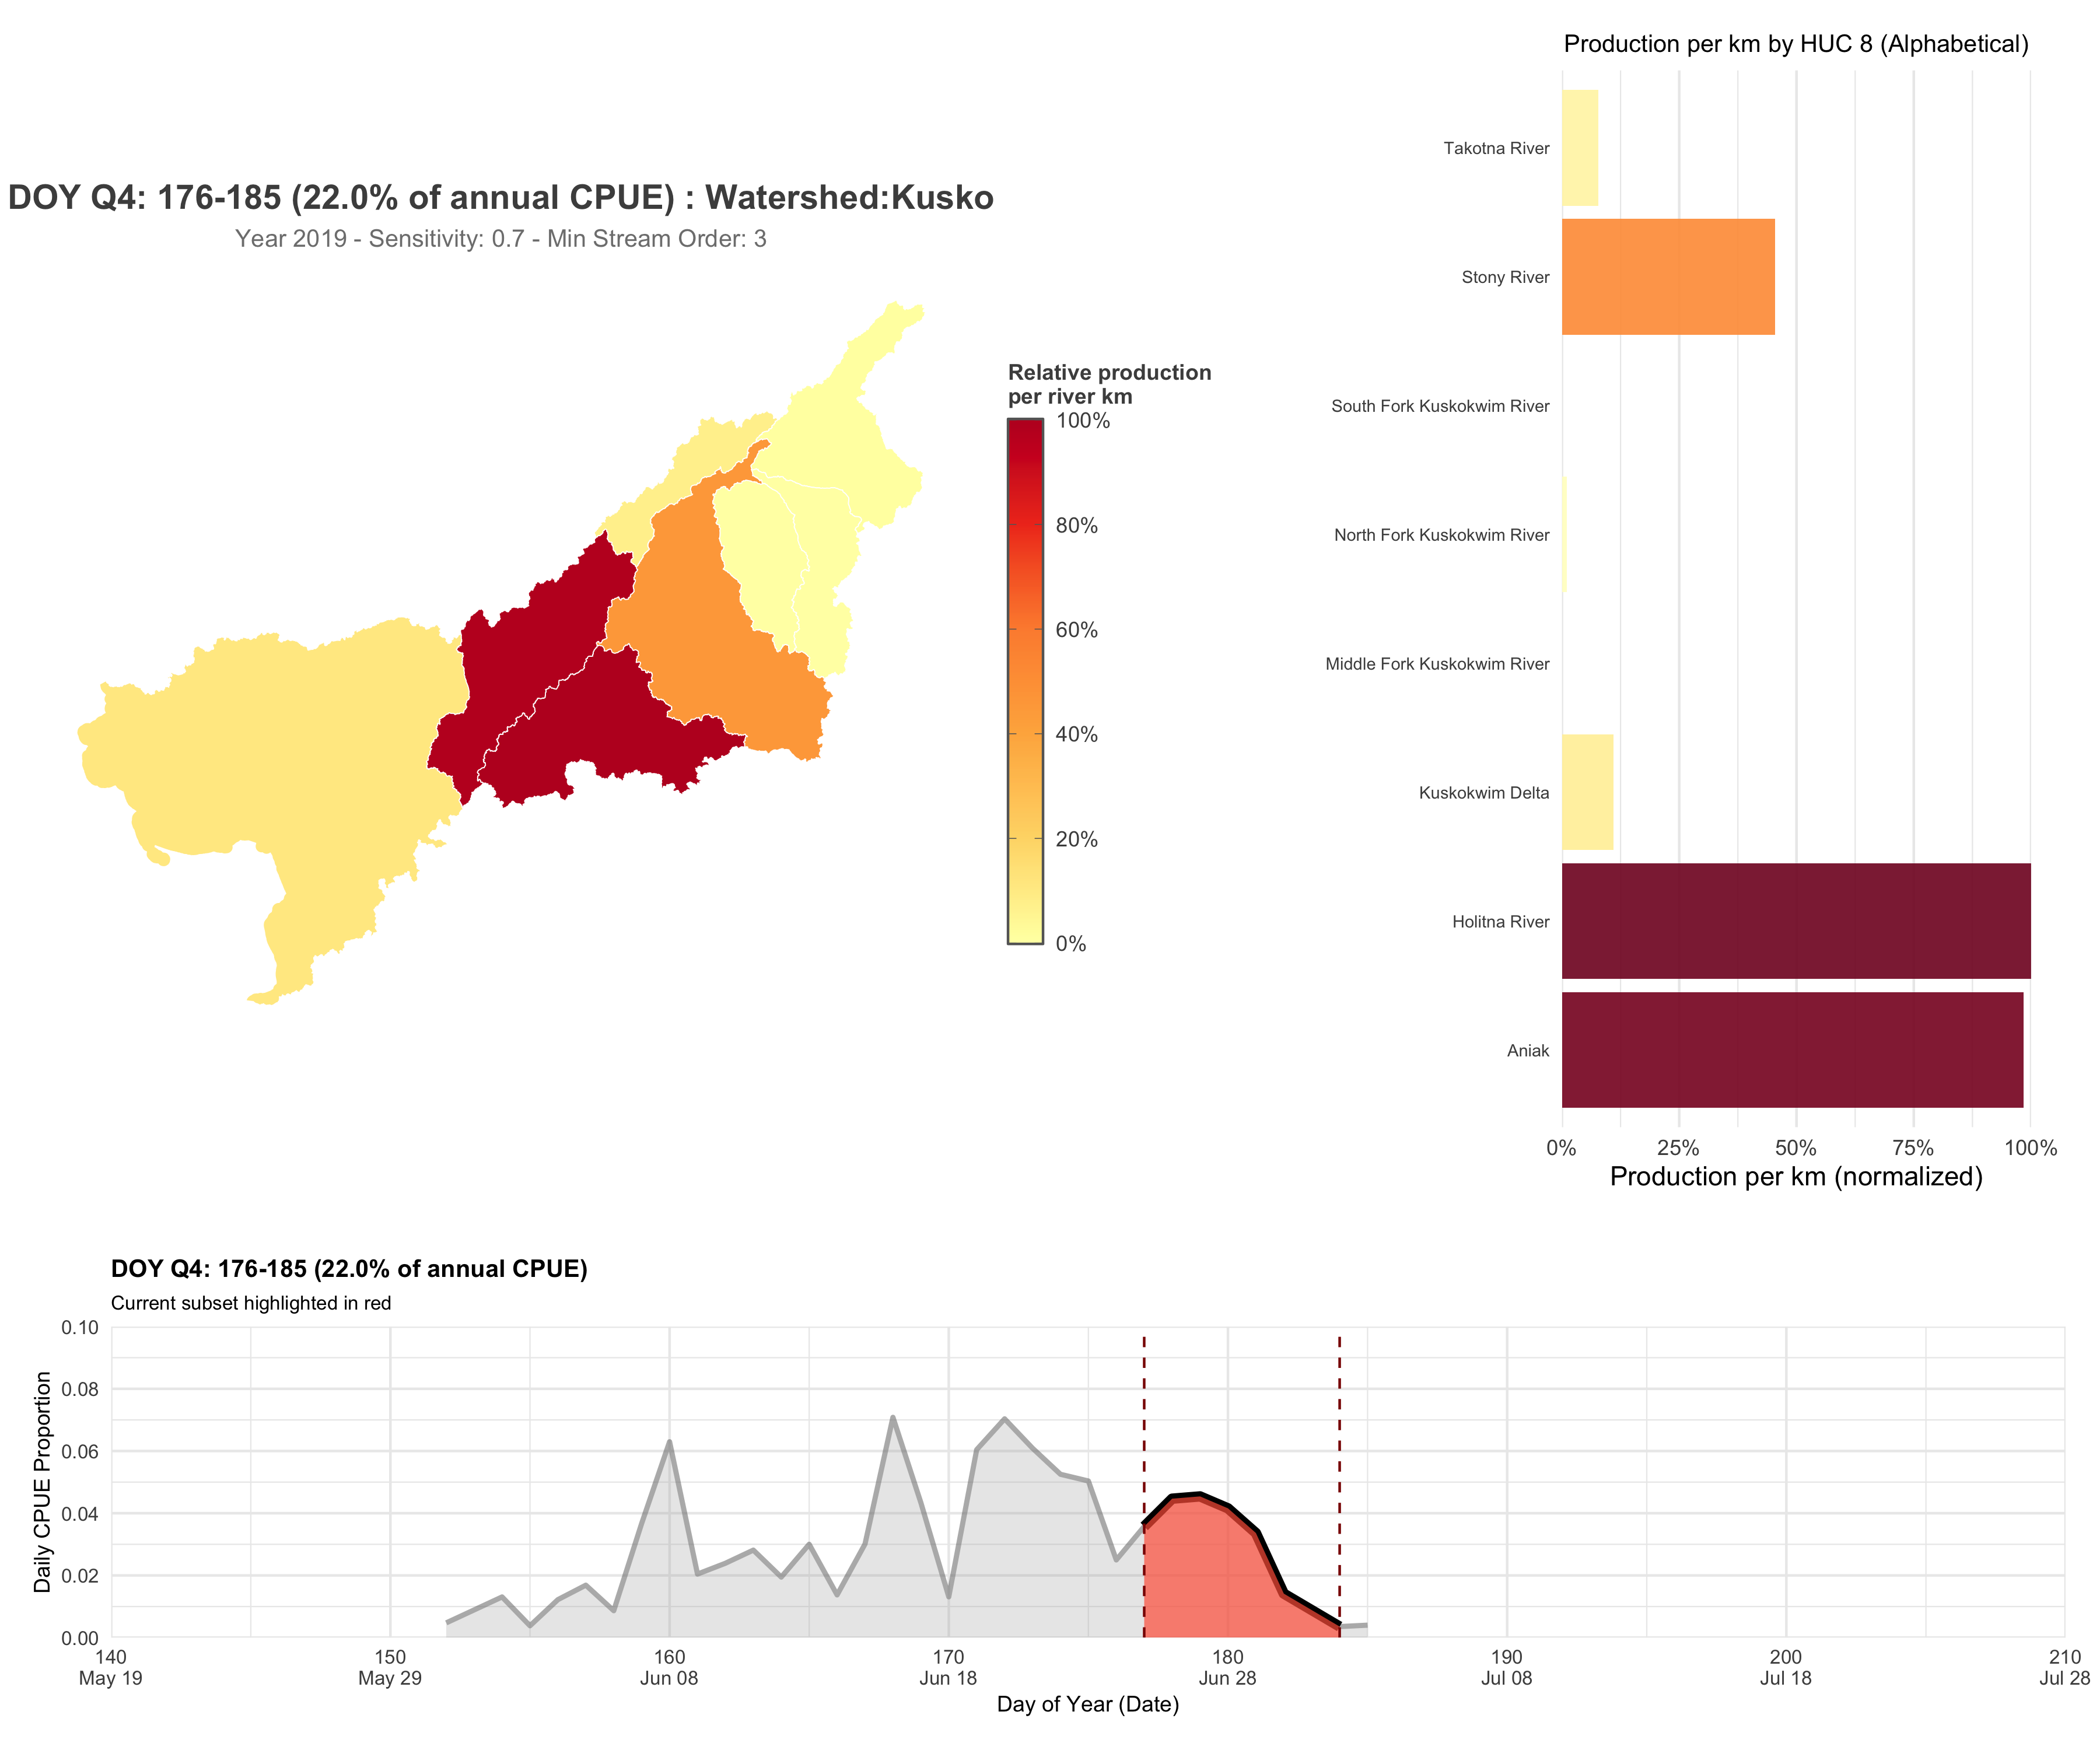 Production per km by HUC 8 (Alphabetical)
Takotna River
Stony River
South Fork Kuskokwim River
North Fork Kuskokwim River
Middle Fork Kuskokwim River
Kuskokwim Delta
Holitna River
Aniak
0% 25% 50% 75% 100%
Production per km (normalized)
DOY Q4: 176-185 (22.0% of annual CPUE) : Watershed:Kusko
Year 2019 - Sensitivity: 0.7 - Min Stream Order: 3
Relative production
per river km
100%
80%
60%
40%
20%
0%
DOY Q4: 176-185 (22.0% of annual CPUE)
Current subset highlighted in red
Daily CPUE Proportion
0.10
0.08
0.06
0.04
0.02
0.00
140 150 160 170 180 190 200 210
May 19 May 29 Jun 08 Jun 18 Jun 28 Jul 08 Jul 18 Jul 28
Day of Year (Date)